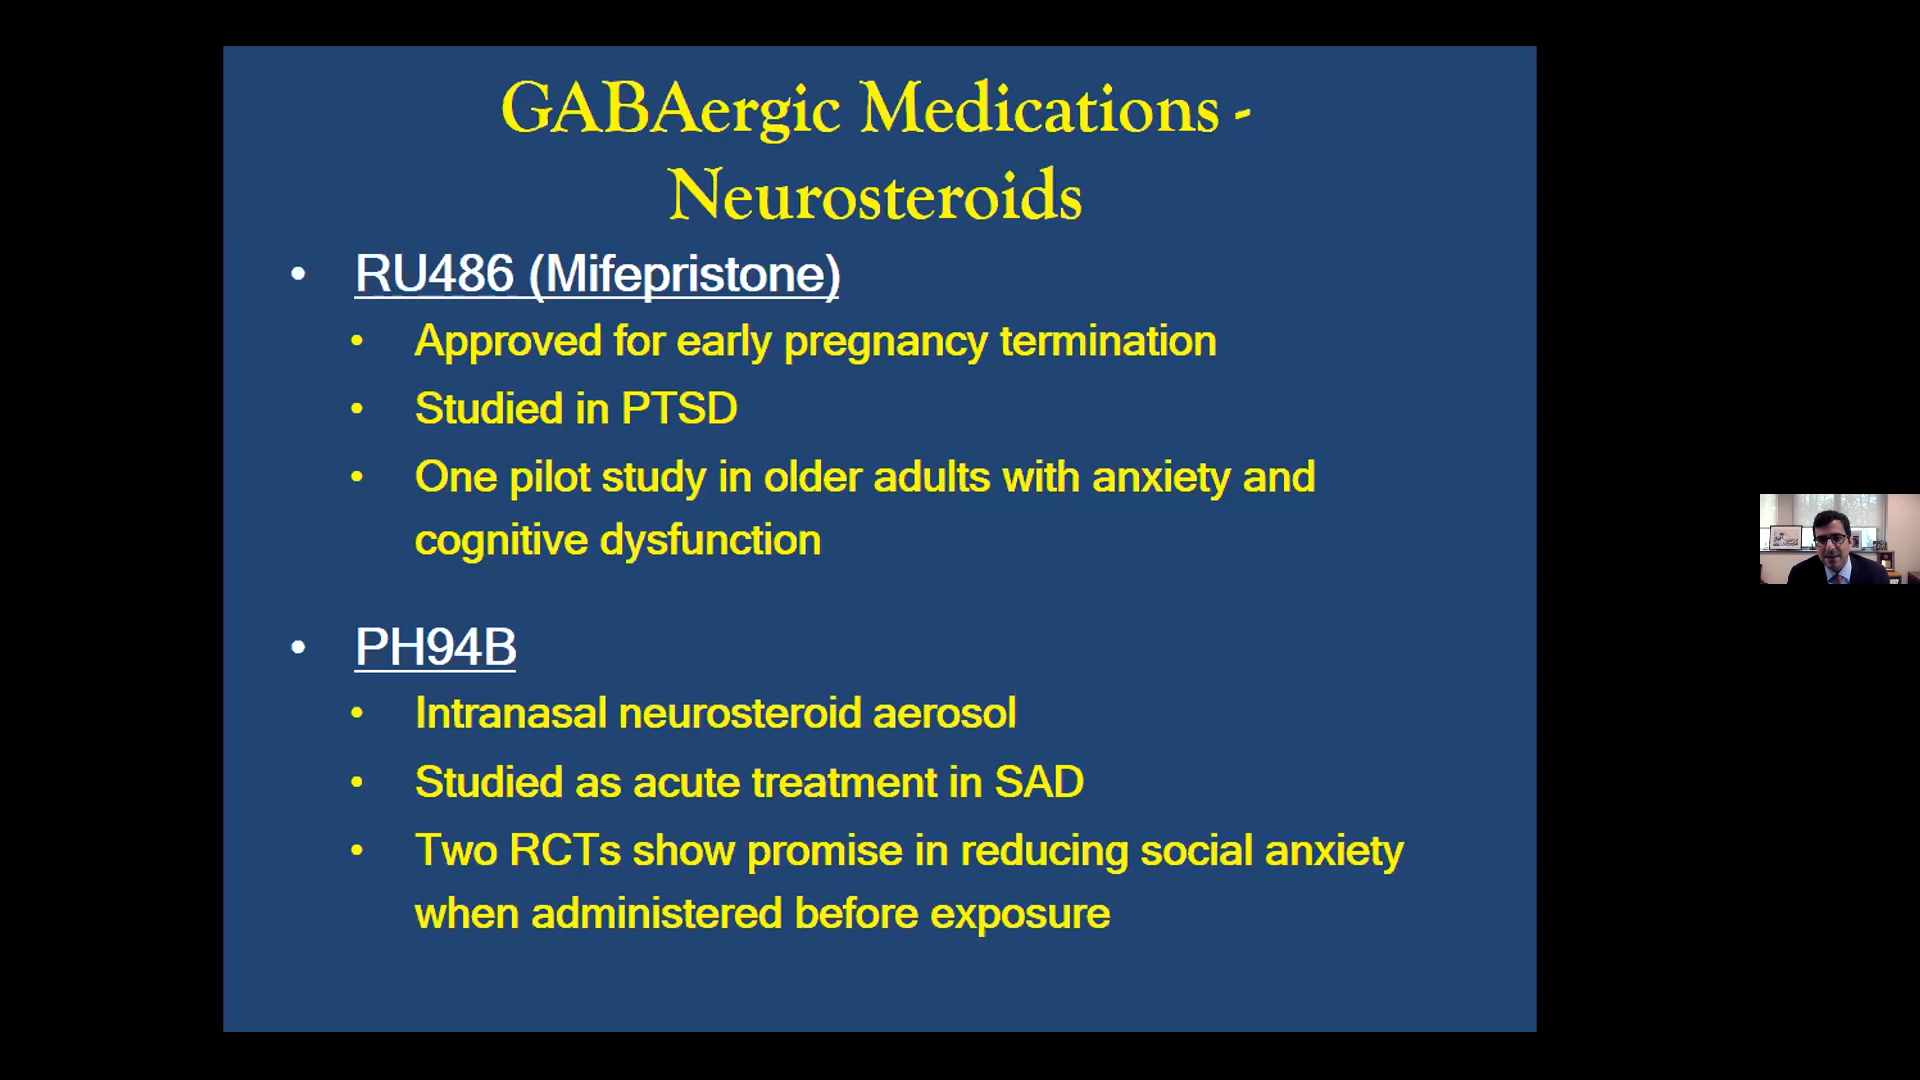 GABAergic Medications -
Neurosteroids
• RU486 (Mifepristone)
• Approved for early pregnancy termination
• Studied in PTSD
• One pilot study in older adults with anxiety and
cognitive dysfunction
• PH94B
• Intranasal neurosteroid aerosol
• Studied as acute treatment in SAD
• Two RCTs show promise in reducing social anxiety
when administered before exposure